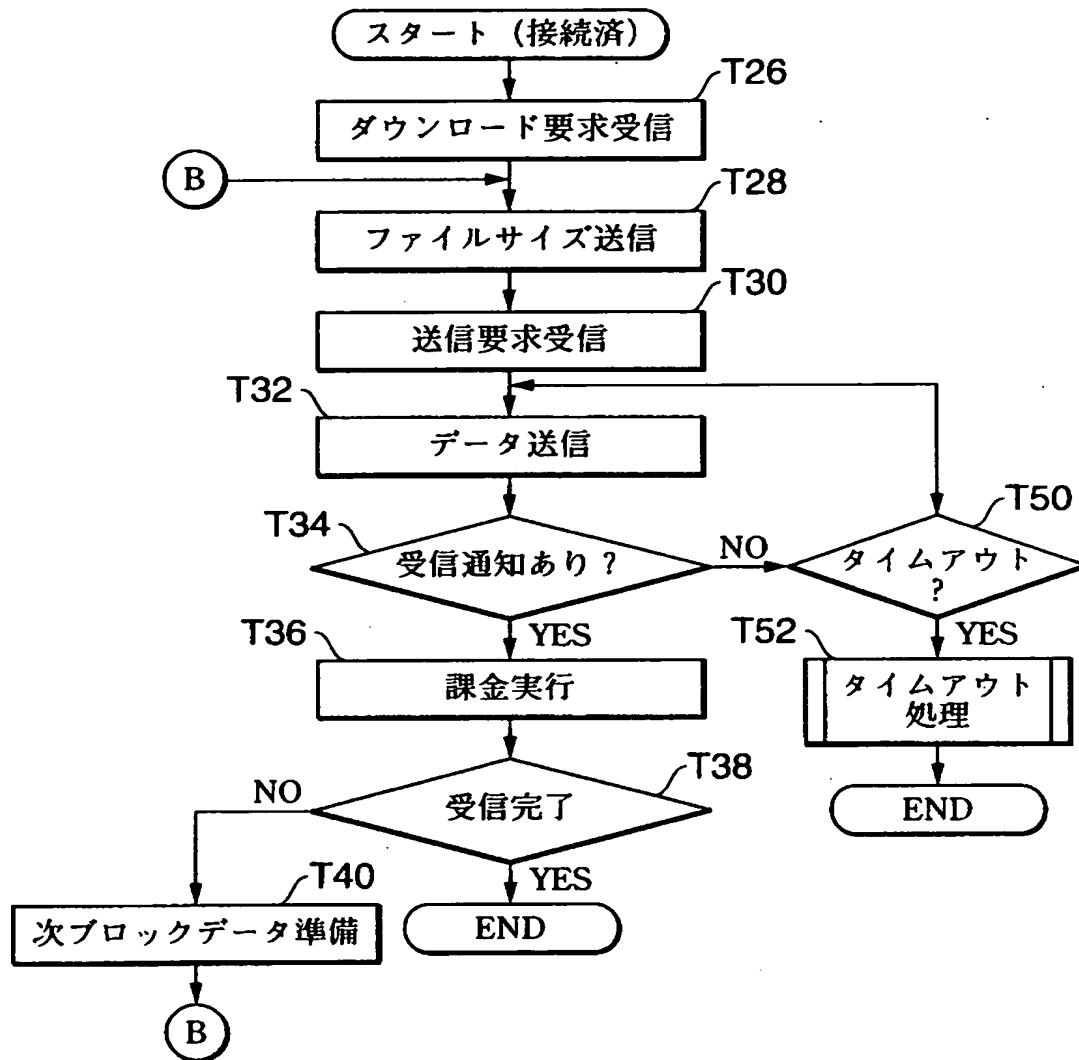 スタート (接続済)
T26
ダウンロード要求受信
B
T28
ファイルサイズ送信
T30
送信要求受信
T32
データ送信
T34
受信通知あり?
NO
T50
タイムアウト
?
YES
T36
課金実行
YES
T52
タイムアウト
処理
END
T38
受信完了
NO
YES
END
T40
次ブロックデータ準備
B